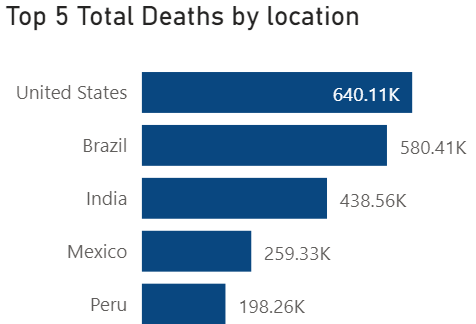 Top 5 Total Deaths by location
United States 640.11K
Brazil 580.41K
India 438.56K
Mexico 259.33K
Peru 198.26K